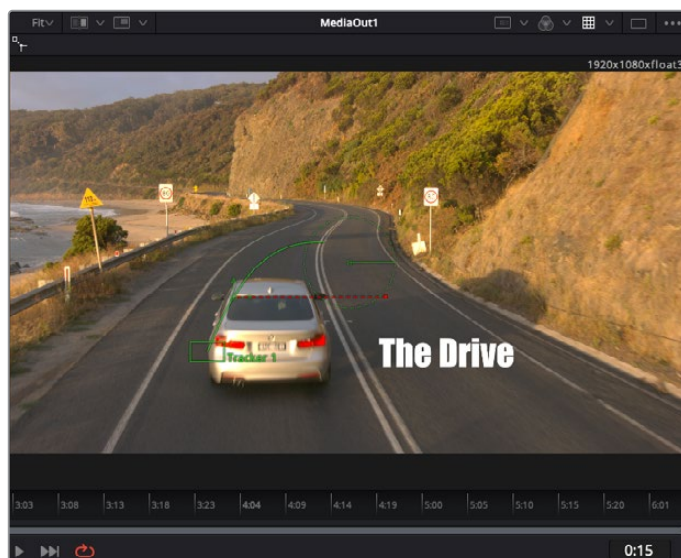 Fit MediaOut1
1920x1080xfloat3
Tracker 1
The Drive
3:03 3:08 3:13 3:18 3:23 4:04 4:09 4:14 4:19 5:00 5:05 5:10 5:15 5:20 6:01
0:15